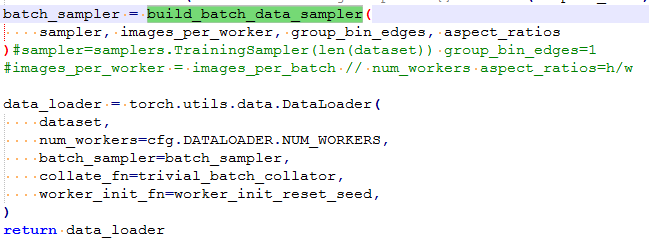 batch_sampler = build_batch_data_sampler(
    sampler, images_per_worker, group_bin_edges, aspect_ratios
)#sampler=samplers.TrainingSampler(len(dataset)) group_bin_edges=1
#images_per_worker = images_per_batch // num_workers aspect_ratios=h/w

data_loader = torch.utils.data.DataLoader(
    dataset,
    num_workers=cfg.DATALOADER.NUM_WORKERS,
    batch_sampler=batch_sampler,
    collate_fn=trivial_batch_collator,
    worker_init_fn=worker_init_reset_seed,
)
return data_loader